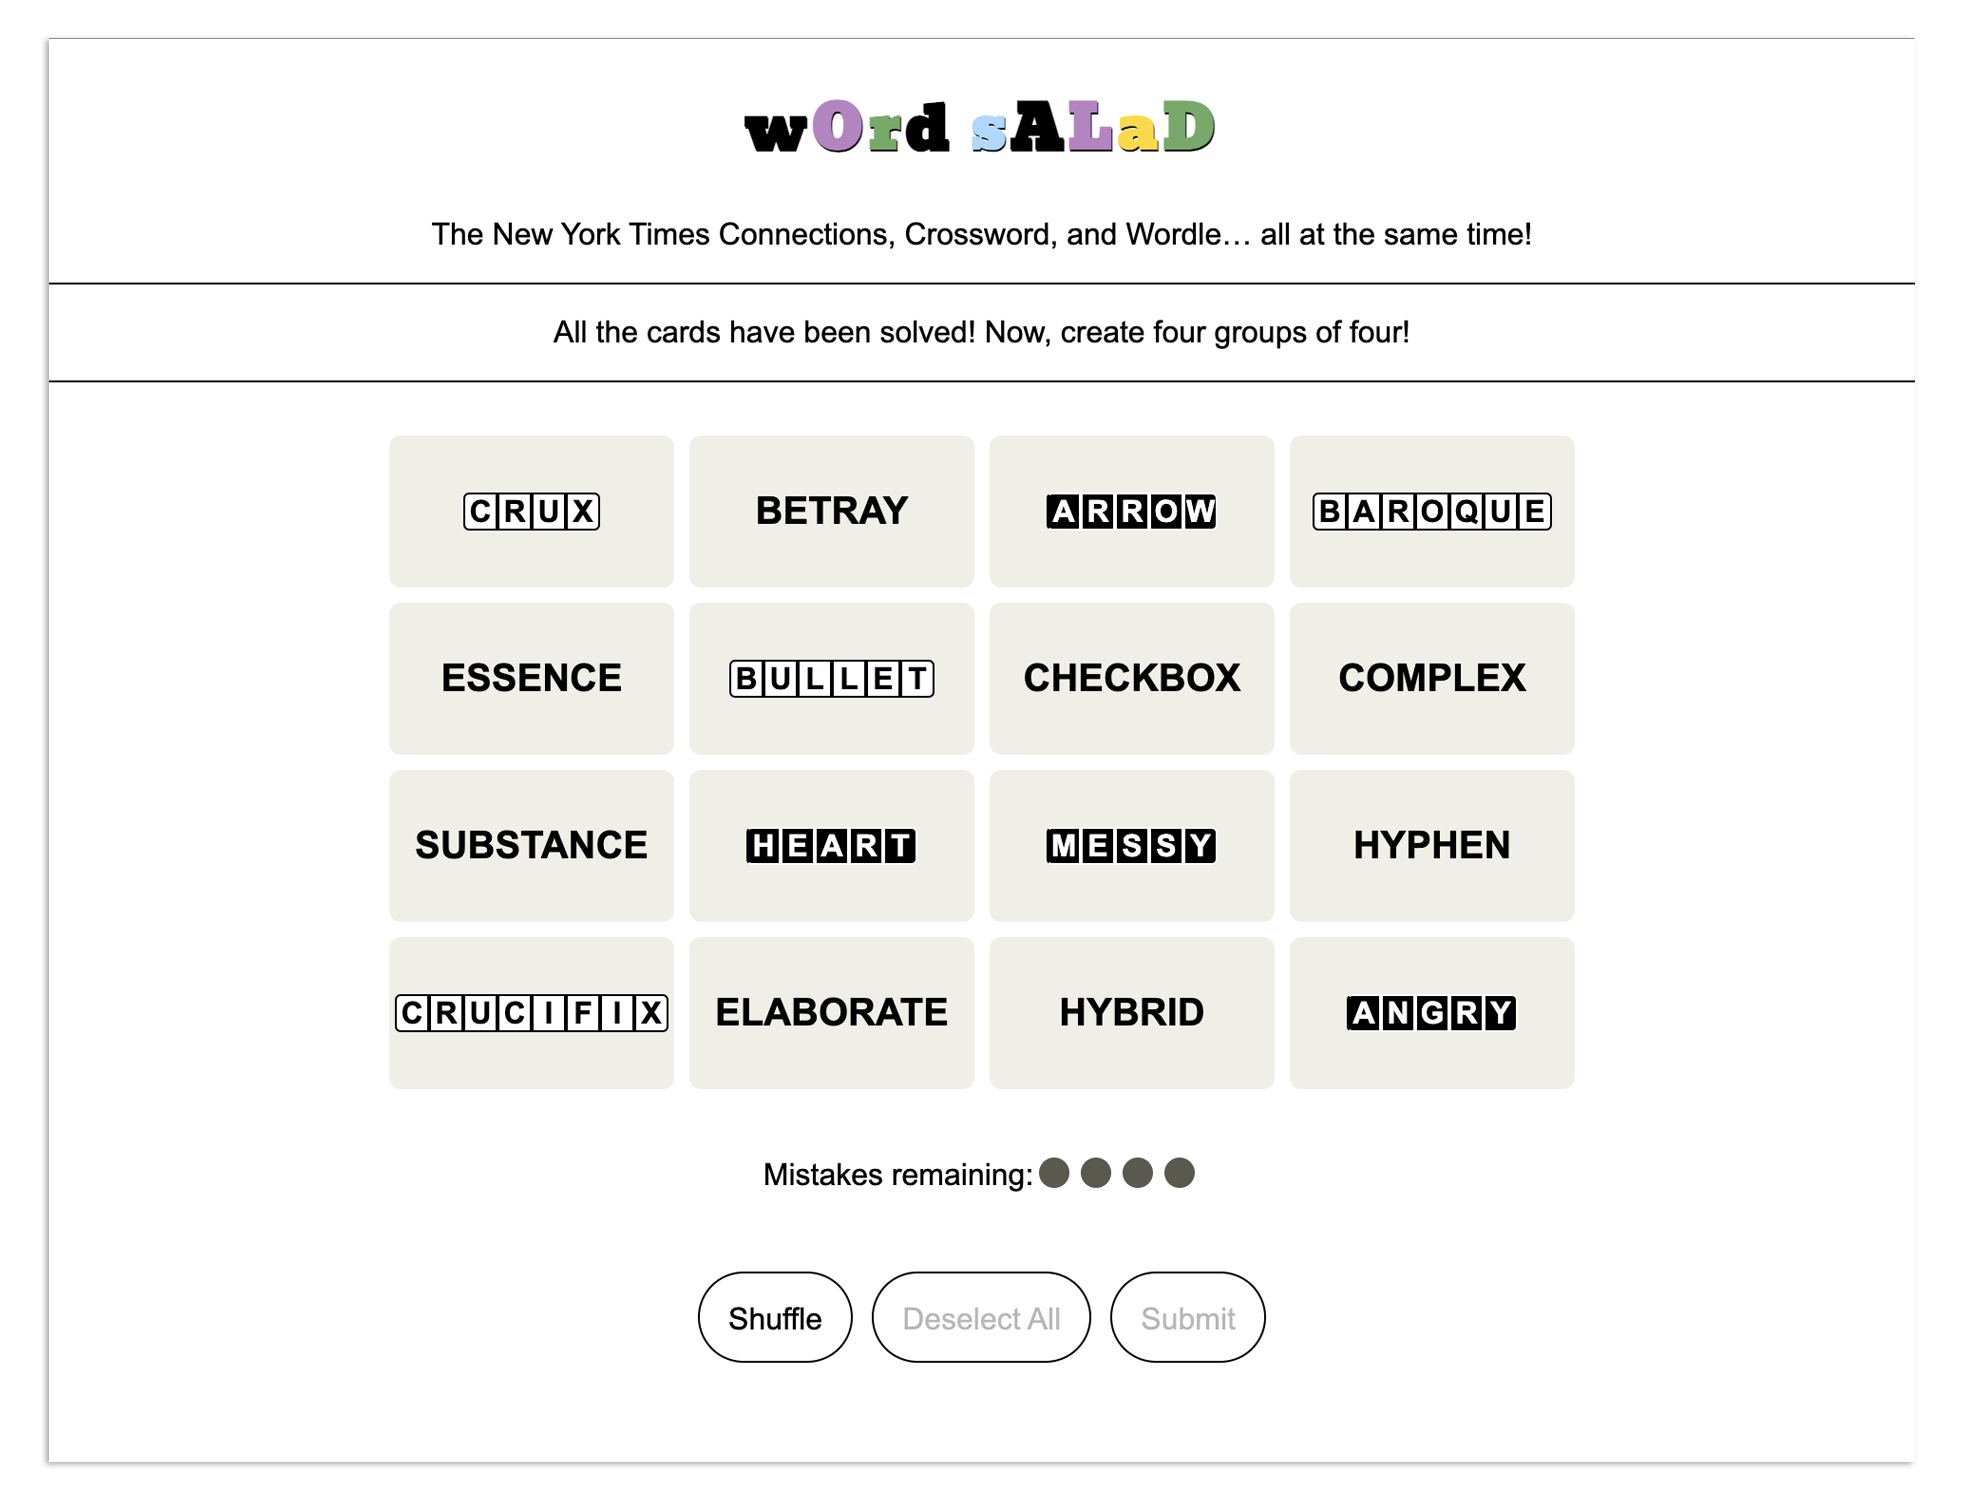 wOrd sALaD
The New York Times Connections, Crossword, and Wordle… all at the same time!
All the cards have been solved! Now, create four groups of four!
CRUX BETRAY ARROW BAROQUE
ESSENCE BULLET CHECKBOX COMPLEX
SUBSTANCE HEART MESSY HYPHEN
CRUCIFIX ELABORATE HYBRID ANGRY
Mistakes remaining:
Shuffle Deselect All Submit